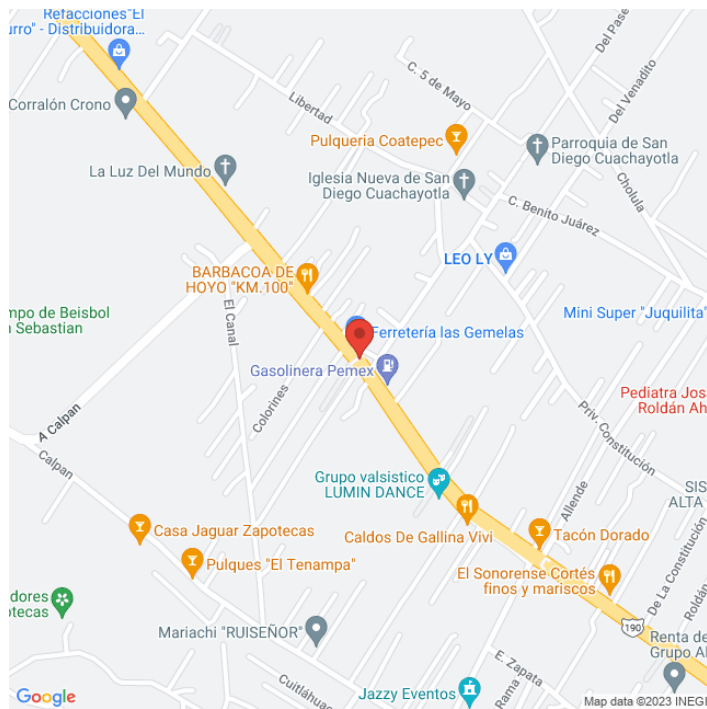 Refacciones"El
urro" - Distribuidora...
Corralón Crono
La Luz Del Mundo
Libertad
C. 5 de Mayo
Del Pase
Del Venadito
Pulqueria Coatepec
Parroquia de San
Diego Cuachayotla
Iglesia Nueva de San
Diego Cuachayotla
Cholula
C. Benito Juárez
LEO LY
BARBACOA DE
HOYO "KM.100"
mpo de Beisbol
n Sebastian
El Canal
Ferretería las Gemelas
Mini Super "Juquilita"
Gasolinera Pemex
Colorines
A Calpan
Calpan
Pediatra Jos
Roldán Ah
Priv. Constitución
Grupo valsistico
LUMIN DANCE
SIS
ALTA
Allende
Casa Jaguar Zapotecas
Caldos De Gallina Vivi
Tacón Dorado
Pulques "El Tenampa"
El Sonorense Cortés
finos y mariscos
De La Constitución
Roldán
dores
otecas
Mariachi "RUISEÑOR"
190
Renta de
Grupo Al
E. Zapata
Rama
Cuitláhuac
Jazzy Eventos
Google
Map data ©2023 INEGI